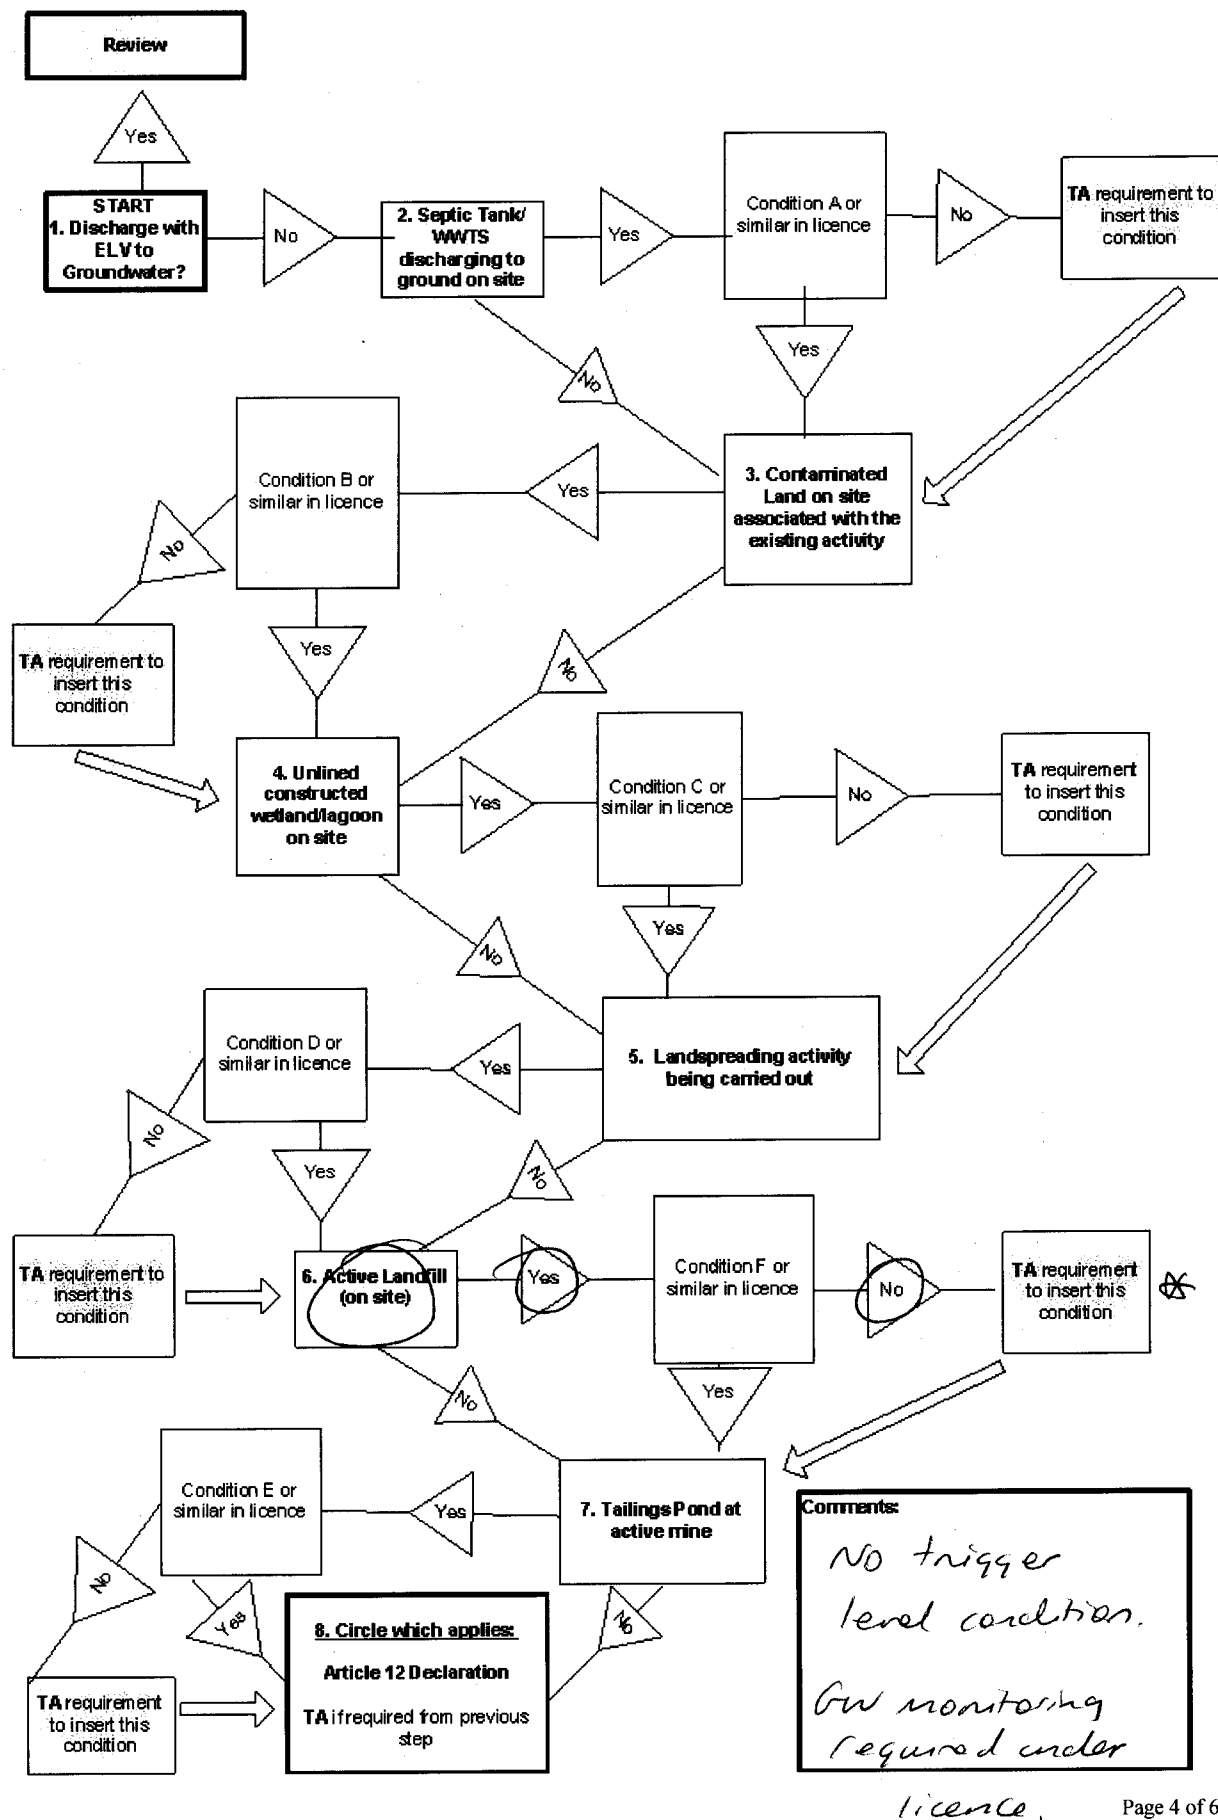 Review
Yes
START
1. Discharge with
ELV to
Groundwater?
No
2. Septic Tank/
WWTS
discharging to
ground on site
Yes
Condition A or
similar in licence
No
TA requirement to
insert this
condition
Yes
No
3. Contaminated
Land on site
associated with the
existing activity
Yes
Condition B or
similar in licence
No
TA requirement to
insert this
condition
Yes
No
4. Unlined
constructed
wetland/lagoon
on site
Yes
Condition C or
similar in licence
No
TA requirement
to insert this
condition
Yes
No
5. Landspreading activity
being carried out
Yes
Condition D or
similar in licence
No
TA requirement to
insert this
condition
Yes
No
6. Active Landfill
(on site)
Yes
Condition F or
similar in licence
No
TA requirement
to insert this
condition
Yes
No
7. Tailings Pond at
active mine
Yes
Condition E or
similar in licence
No
TA requirement
to insert this
condition
Yes
No
8. Circle which applies:
Article 12 Declaration
TA if required from previous
step
Comments:
No trigger
level condition.
GW monitoring
required under
licence.
Page 4 of 6